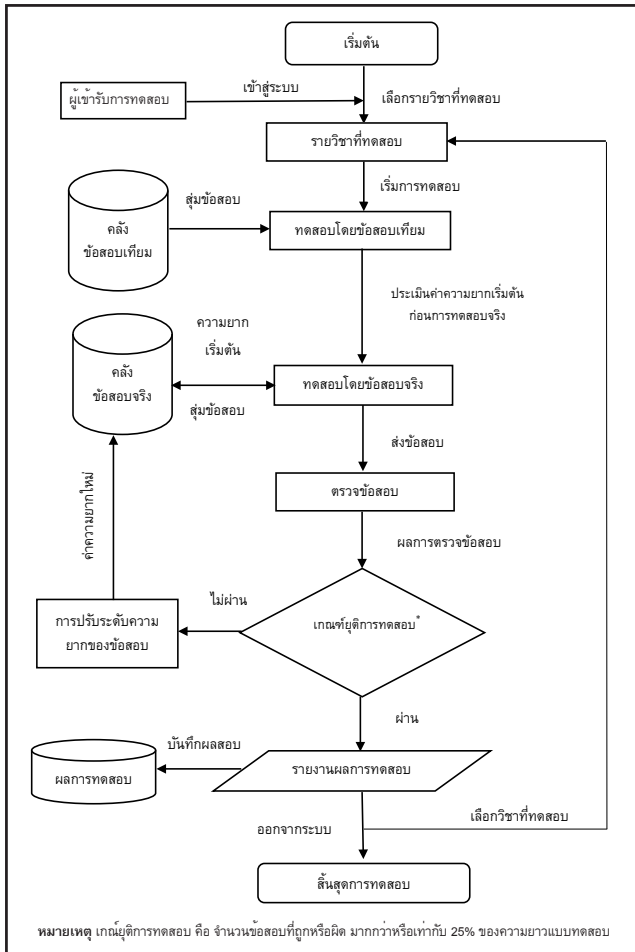 เริ่มต้น
เข้าสู่ระบบ
ผู้เข้ารับการทดสอบ
เลือกรายวิชาที่ทดสอบ
รายวิชาที่ทดสอบ
เริ่มการทดสอบ
สุ่มข้อสอบ
คลัง
ข้อสอบเทียม
ทดสอบโดยข้อสอบเทียม
ประเมินค่าความยากเริ่มต้น
ก่อนการทดสอบจริง
ความยาก
เริ่มต้น
คลัง
ข้อสอบจริง
ทดสอบโดยข้อสอบจริง
สุ่มข้อสอบ
ส่งข้อสอบ
ตรวจข้อสอบ
ค่าความยากใหม่
ผลการตรวจข้อสอบ
ไม่ผ่าน
เกณฑ์ยุติการทดสอบ*
การปรับระดับความ
ยากของข้อสอบ
ผ่าน
บันทึกผลสอบ
รายงานผลการทดสอบ
ผลการทดสอบ
เลือกวิชาที่ทดสอบ
ออกจากระบบ
สิ้นสุดการทดสอบ
หมายเหตุ เกณ์ยุติการทดสอบ คือ จำนวนข้อสอบที่ถูกหรือผิด มากกว่าหรือเท่ากับ 25% ของความยาวแบบทดสอบ